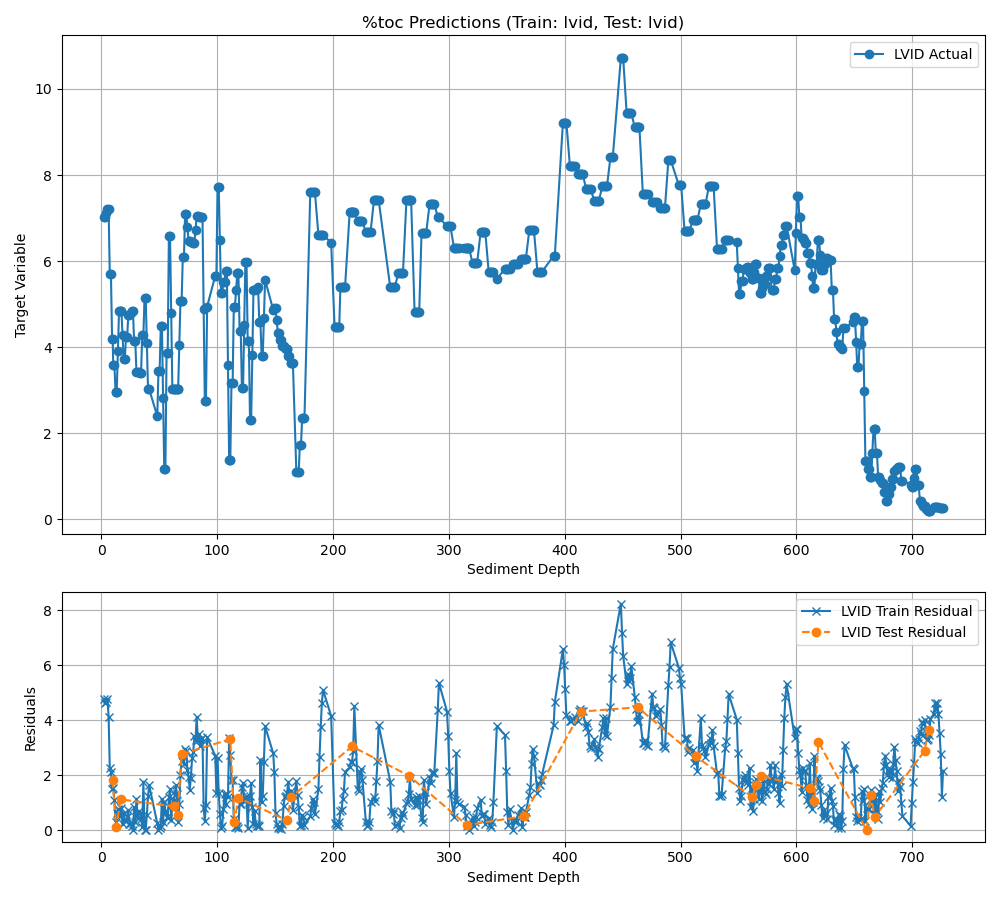 %toc Predictions (Train: lvid, Test: lvid)
LVID Actual
Target Variable
10
8
6
4
2
0
0 100 200 300 400 500 600 700
Sediment Depth
LVID Train Residual
LVID Test Residual
Residuals
8
6
4
2
0
0 100 200 300 400 500 600 700
Sediment Depth